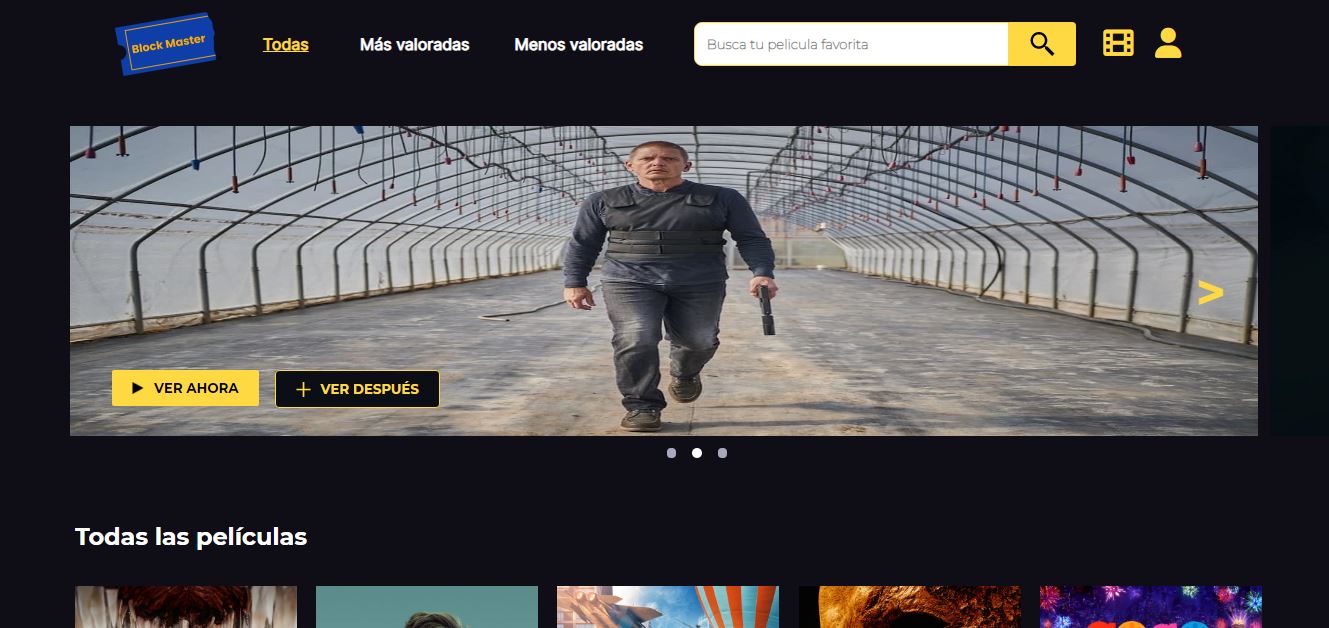 Block Master
Todas
Más valoradas
Menos valoradas
Busca tu pelicula favorita
>
VER AHORA
VER DESPUÉS
Todas las películas